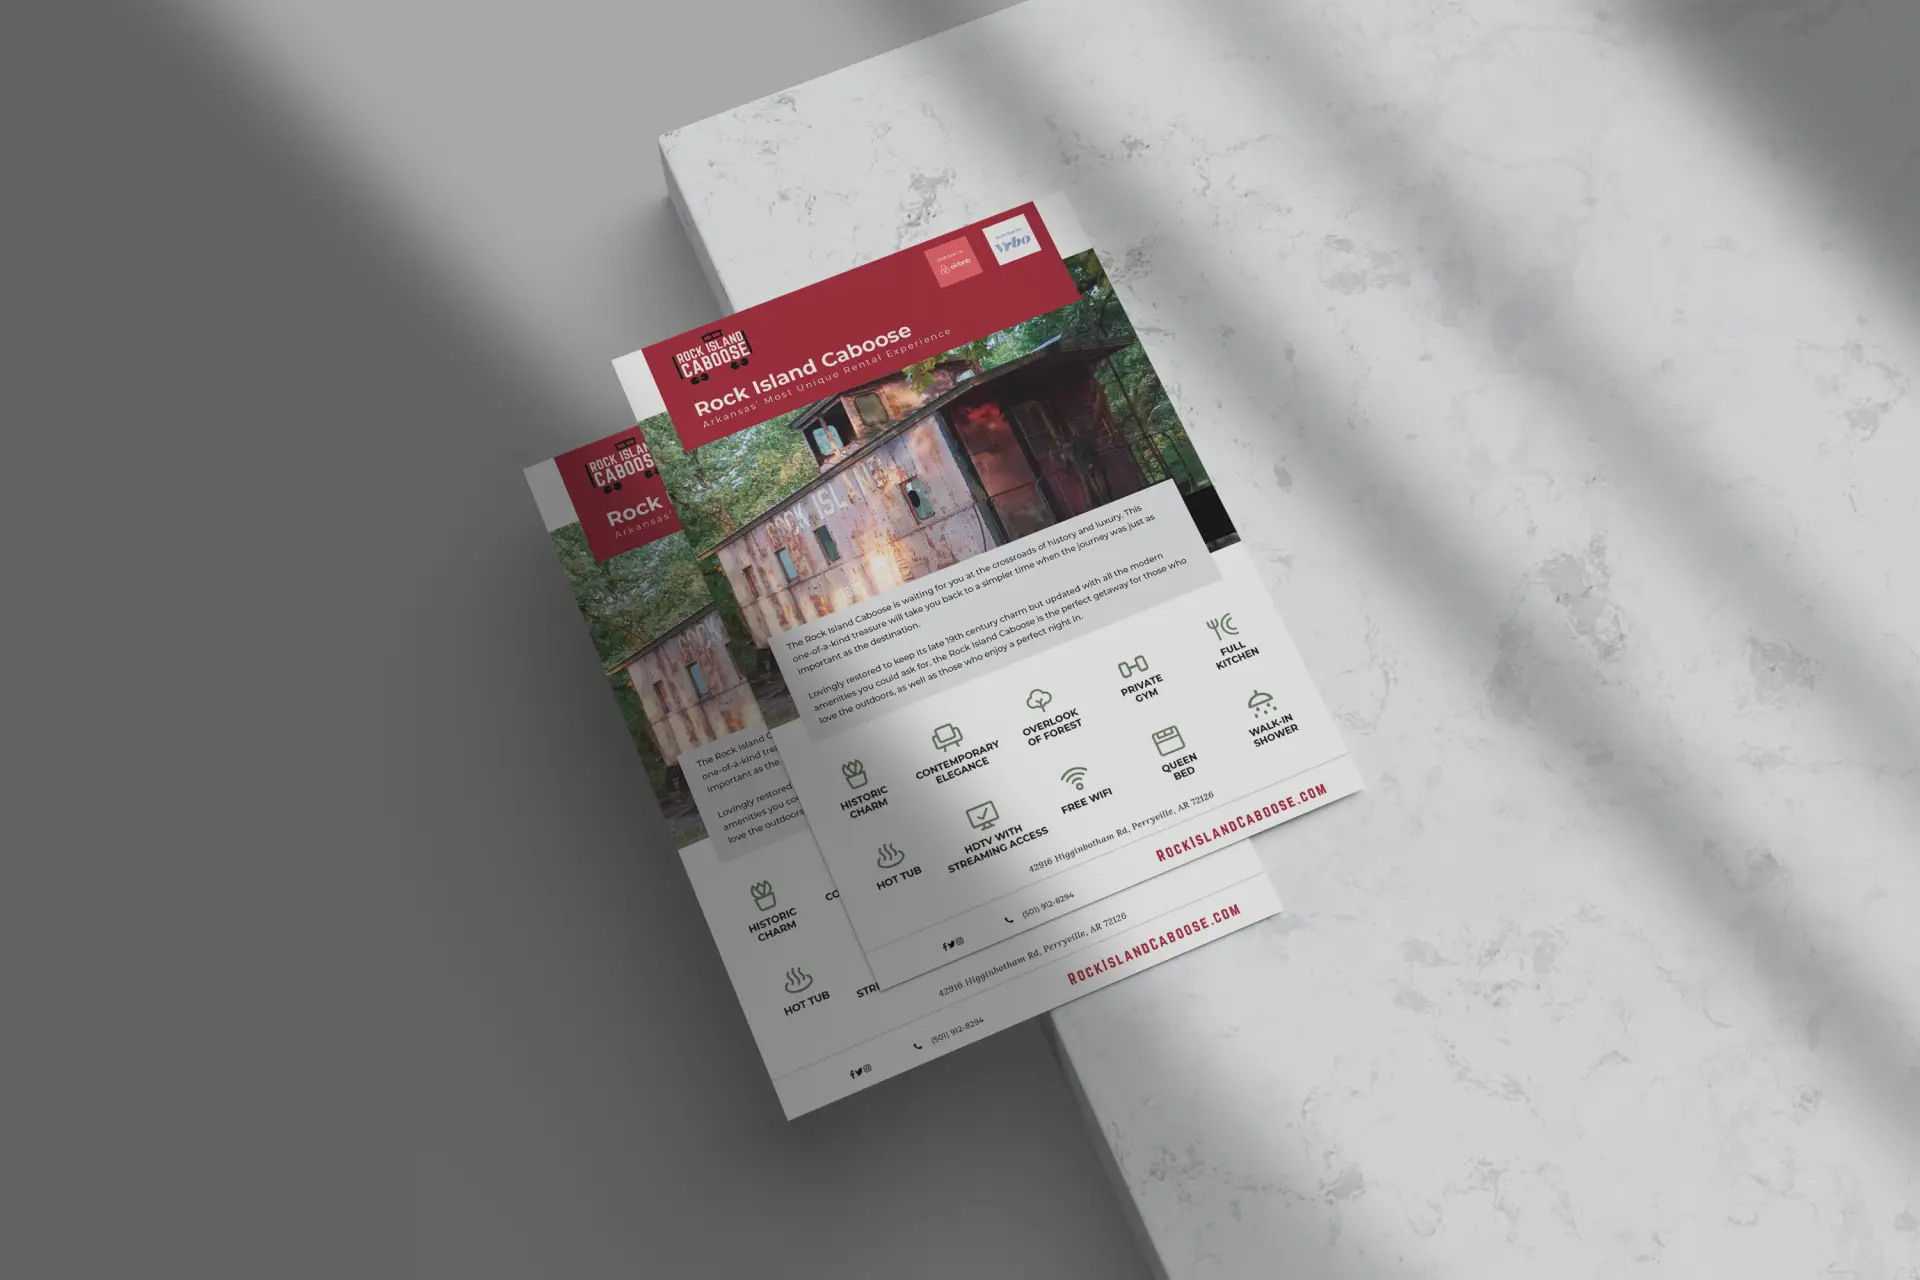 Book Now On
airbnb
Book Now On
Vrbo
ROCK ISLAND
CABOOSE
Rock Island Caboose
Arkansas' Most Unique Rental Experience
ROCK ISLAND
The Rock Island Caboose is waiting for you at the crossroads of history and luxury. This
one-of-a-kind treasure will take you back to a simpler time when the journey was just as
important as the destination.
Lovingly restored to keep its late 19th century charm but updated with all the modern
amenities you could ask for, the Rock Island Caboose is the perfect getaway for those who
love the outdoors, as well as those who enjoy a perfect night in.
HISTORIC
CHARM
CONTEMPORARY
ELEGANCE
OVERLOOK
OF FOREST
PRIVATE
GYM
FULL
KITCHEN
HOT TUB
HDTV WITH
STREAMING ACCESS
FREE WIFI
QUEEN
BED
WALK-IN
SHOWER
42916 Higginbotham Rd, Perryville, AR 72126
(501) 912-8294
ROCKISLANDCABOOSE.COM
ROCK ISLA
CABOOS
Rock
Arkansas'
ROCK
The Rock Island C
one-of-a-kind trea
important as the
Lovingly restored
amenities you co
love the outdoors
HISTORIC
CHARM
CO
HOT TUB
STRI
42916 Higginbotham Rd, Perryville, AR 72126
(501) 912-8294
ROCKISLANDCABOOSE.COM